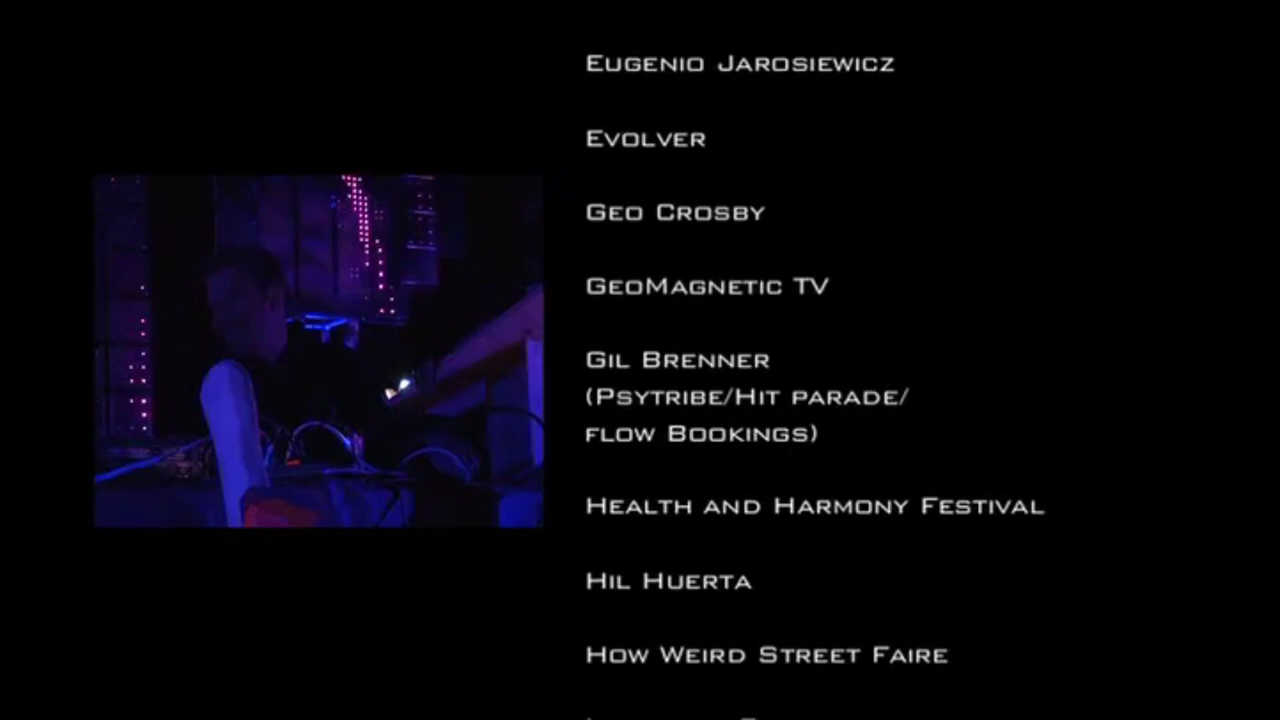 Eugenio Jarosiewicz
Evolver
Geo Crosby
GeoMagnetic TV
Gil Brenner
(Psytribe/Hit parade/
flow Bookings)
Health and Harmony Festival
Hil Huerta
How Weird Street Faire